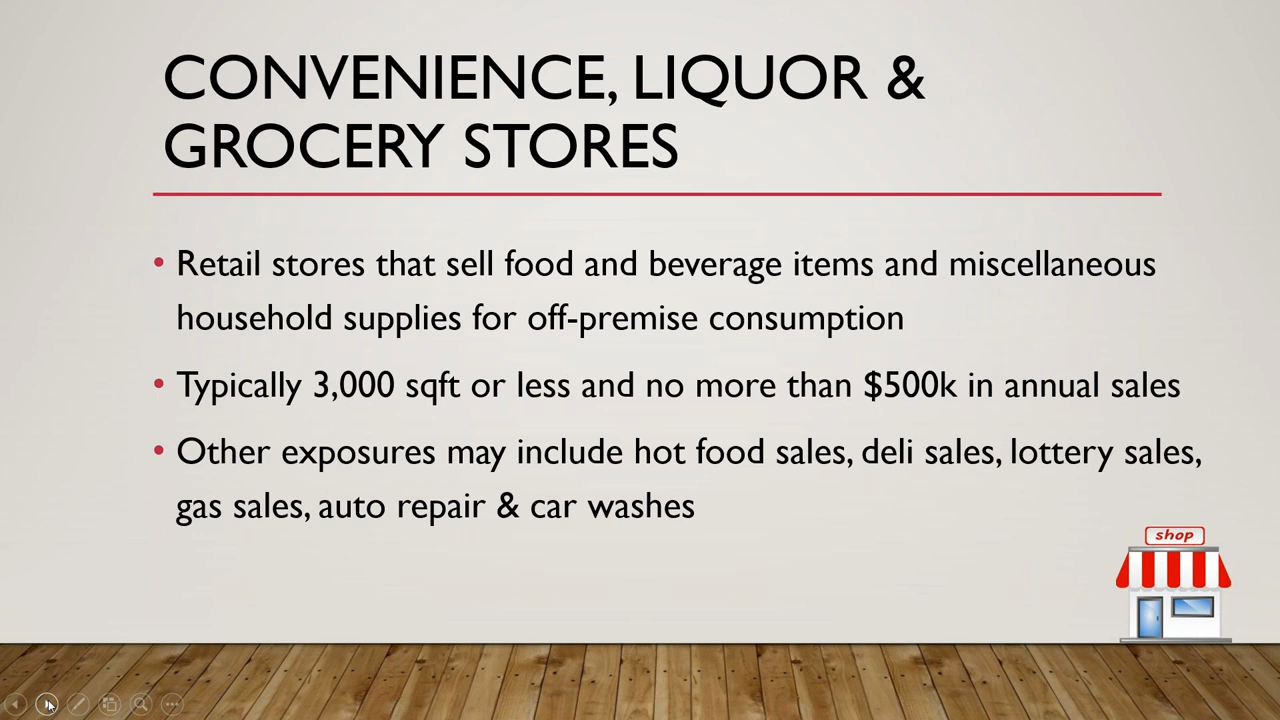 CONVENIENCE, LIQUOR &
GROCERY STORES
• Retail stores that sell food and beverage items and miscellaneous
household supplies for off-premise consumption
• Typically 3,000 sqft or less and no more than $500k in annual sales
• Other exposures may include hot food sales, deli sales, lottery sales,
gas sales, auto repair & car washes
shop